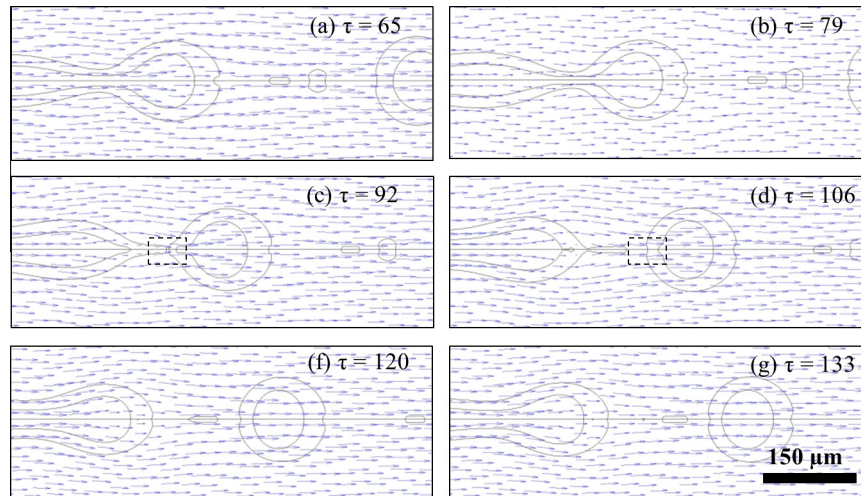 (a) τ = 65
(b) τ = 79
(c) τ = 92
(d) τ = 106
(f) τ = 120
(g) τ = 133
150 μm